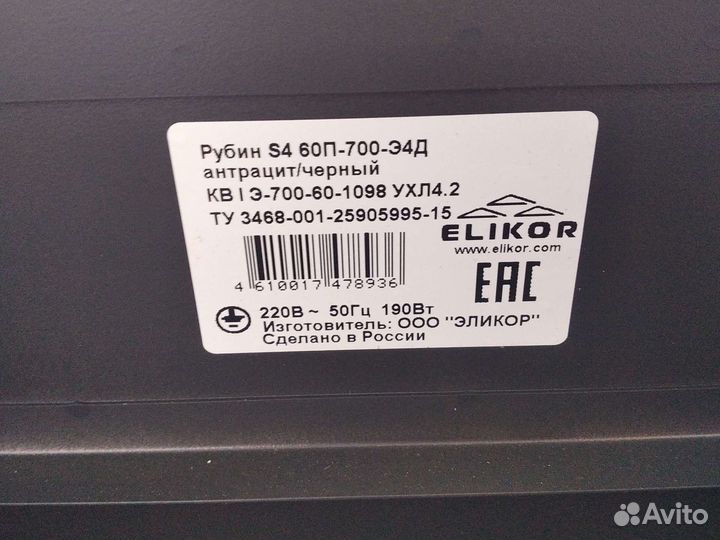 Рубин S4 60П-700-Э4Д
антрацит/черный
КВ I Э-700-60-1098 УХЛ4.2
ТУ 3468-001-25905995-15
ELIKOR
www.elikor.com
4 610017 478936
EAC
220В ~ 50Гц 190Вт
Изготовитель: ООО "ЭЛИКОР"
Сделано в России
Avito